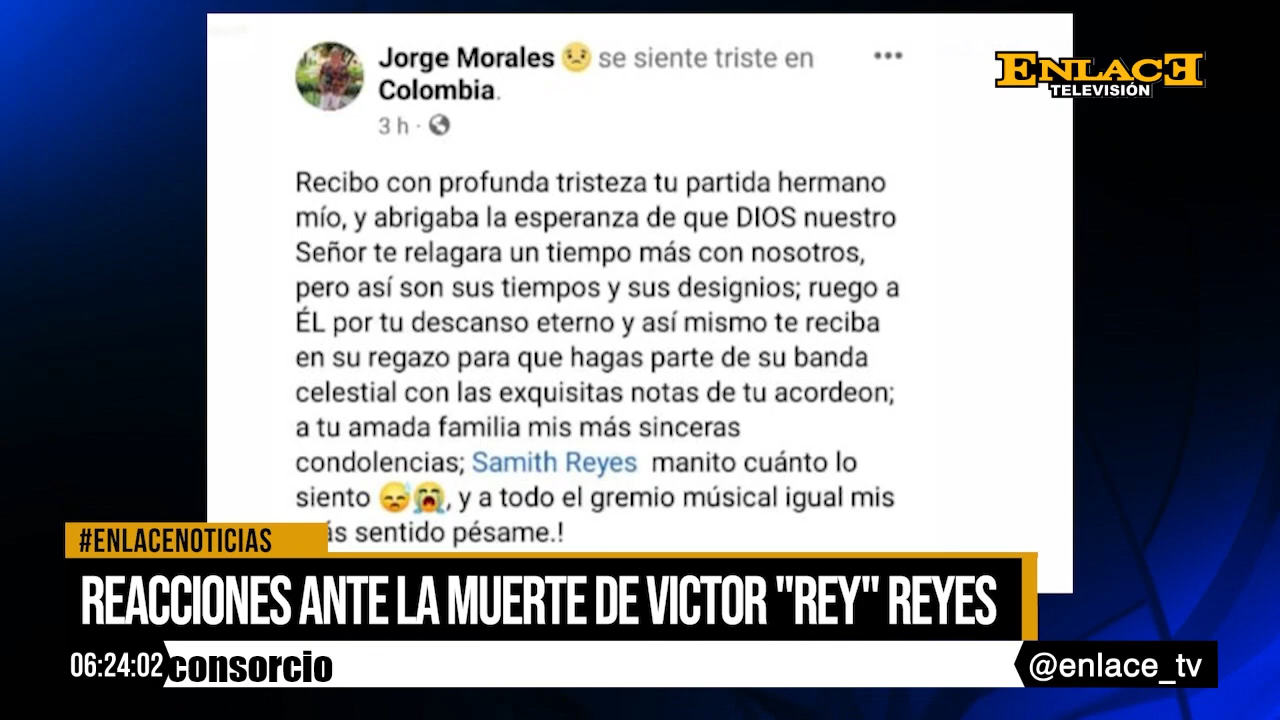 Jorge Morales 😟 se siente triste en
Colombia.
3 h ·
ENLACE
TELEVISIÓN
Recibo con profunda tristeza tu partida hermano
mío, y abrigaba la esperanza de que DIOS nuestro
Señor te relagara un tiempo más con nosotros,
pero así son sus tiempos y sus designios; ruego a
ÉL por tu descanso eterno y así mismo te reciba
en su regazo para que hagas parte de su banda
celestial con las exquisitas notas de tu acordeon;
a tu amada familia mis más sinceras
condolencias; Samith Reyes manito cuánto lo
siento 😓😭, y a todo el gremio músical igual mis
ás sentido pésame.!
#ENLACENOTICIAS
REACCIONES ANTE LA MUERTE DE VICTOR "REY" REYES
06:24:02 consorcio
@enlace_tv